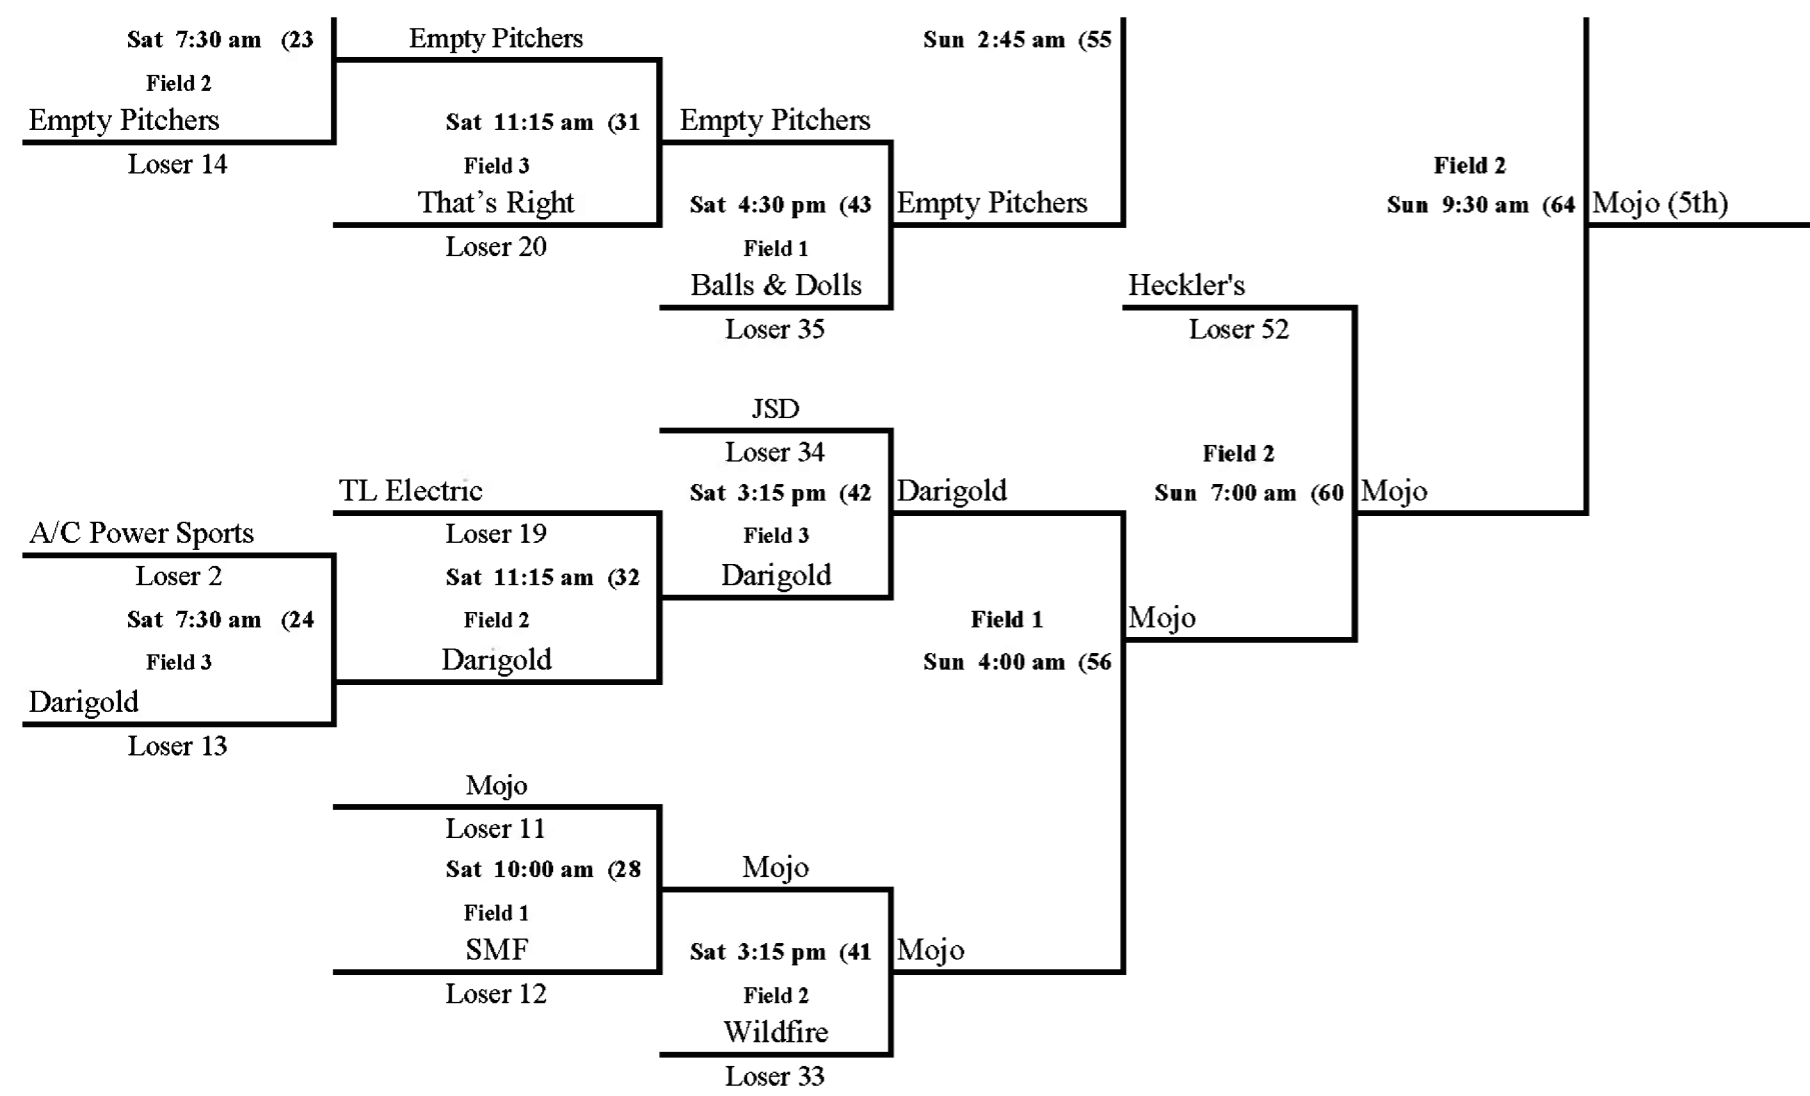 Sat 7:30 am (23
Empty Pitchers
Sun 2:45 am (55
Field 2
Empty Pitchers
Sat 11:15 am (31
Empty Pitchers
Loser 14
Field 3
Field 2
That's Right
Sat 4:30 pm (43
Empty Pitchers
Sun 9:30 am (64
Mojo (5th)
Loser 20
Field 1
Balls & Dolls
Heckler's
Loser 35
Loser 52
JSD
Loser 34
Field 2
TL Electric
Sat 3:15 pm (42
Darigold
Sun 7:00 am (60
Mojo
A/C Power Sports
Loser 19
Field 3
Loser 2
Sat 11:15 am (32
Darigold
Sat 7:30 am (24
Field 2
Field 1
Mojo
Field 3
Darigold
Sun 4:00 am (56
Darigold
Loser 13
Mojo
Loser 11
Sat 10:00 am (28
Mojo
Field 1
SMF
Sat 3:15 pm (41
Mojo
Loser 12
Field 2
Wildfire
Loser 33